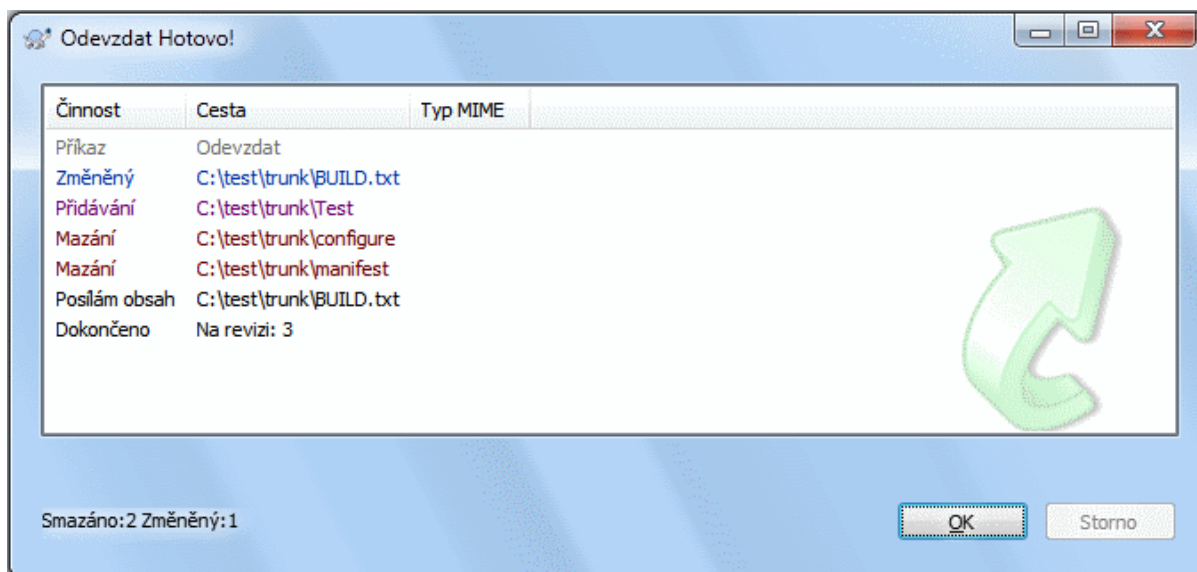 Odevzdat Hotovo!
Činnost Cesta Typ MIME
Příkaz Odevzdat
Změněný C:\test\trunk\BUILD.txt
Přidávání C:\test\trunk\Test
Mazání C:\test\trunk\configure
Mazání C:\test\trunk\manifest
Posílám obsah C:\test\trunk\BUILD.txt
Dokončeno Na revizi: 3
Smazáno:2 Změněný:1
OK Storno